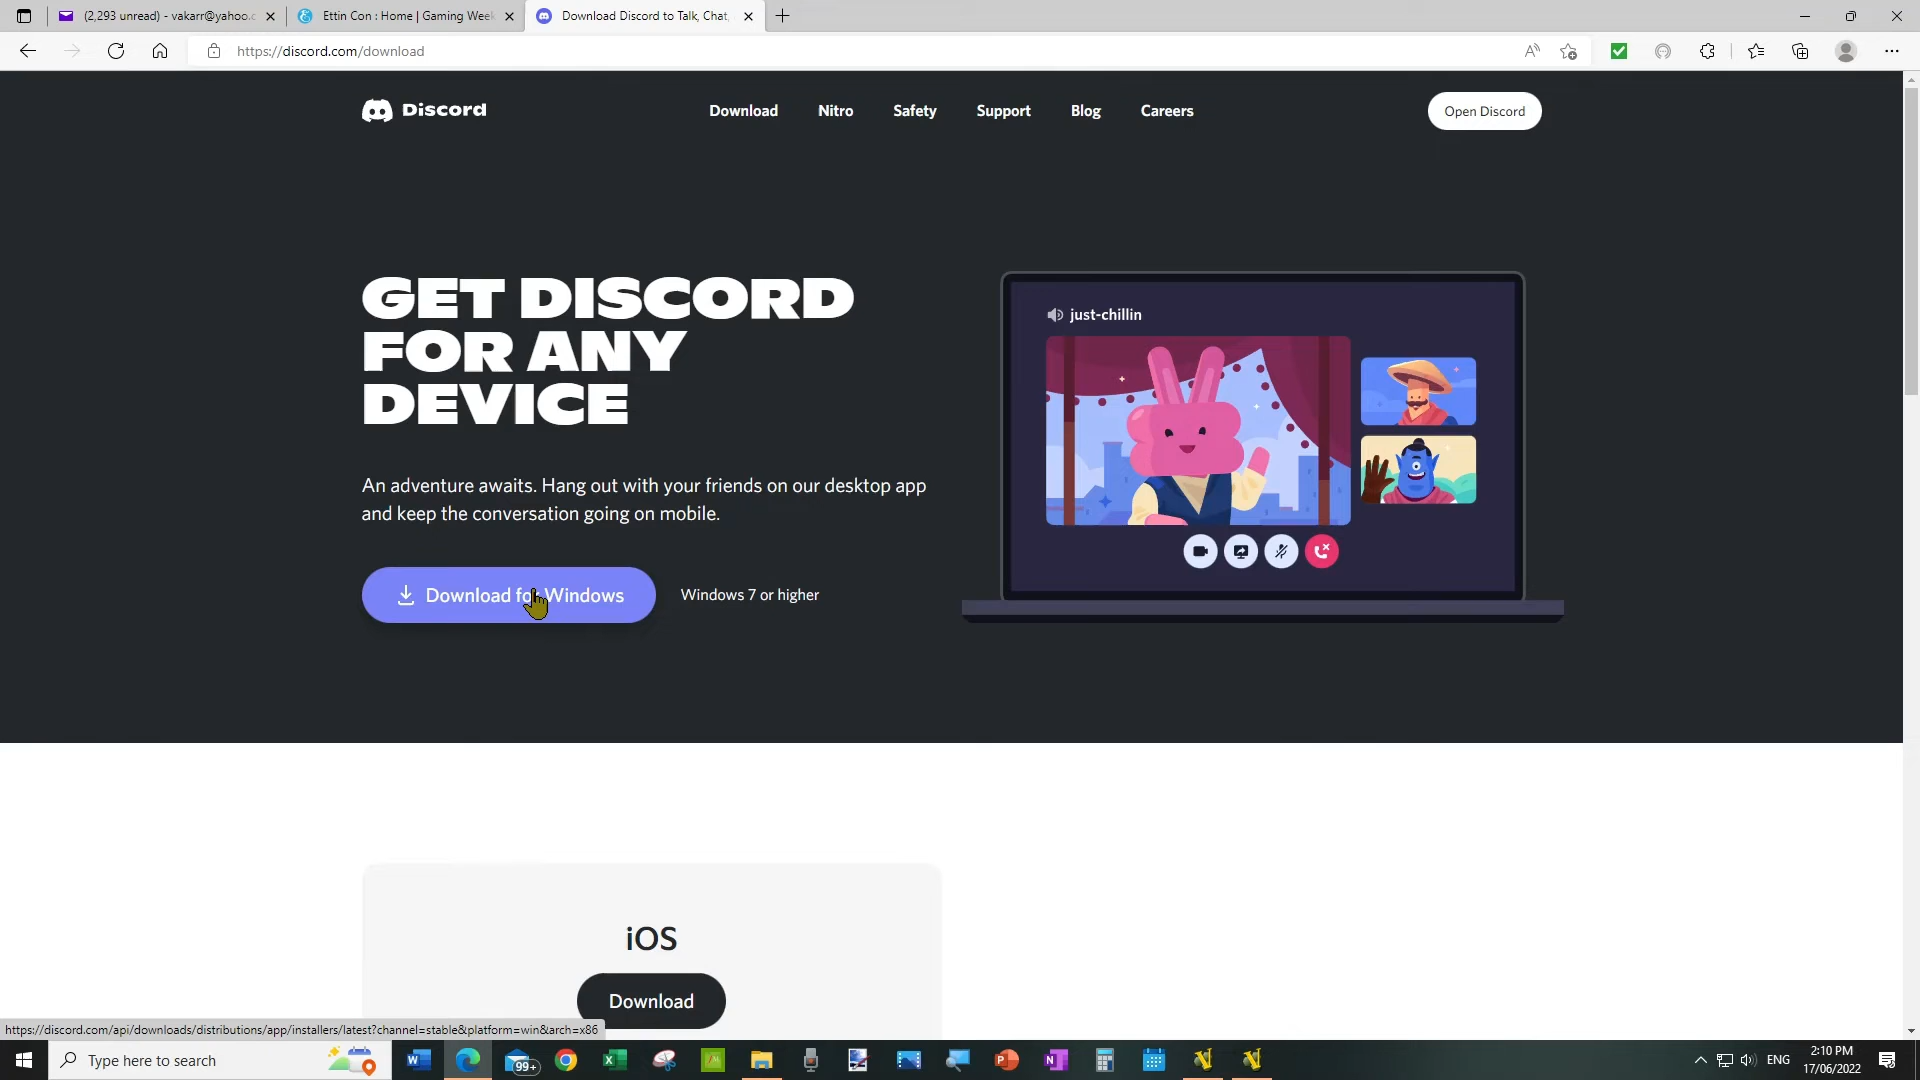 (2,293 unread) - vakarr@yahoo.c
Ettin Con : Home | Gaming Week
Download Discord to Talk, Chat,
https://discord.com/download
Discord
Download
Nitro
Safety
Support
Blog
Careers
Open Discord
GET DISCORD
FOR ANY
DEVICE
just-chillin
An adventure awaits. Hang out with your friends on our desktop app
and keep the conversation going on mobile.
Download for Windows
Windows 7 or higher
iOS
Download
https://discord.com/api/downloads/distributions/app/installers/latest?channel=stable&platform=win&arch=x86
Type here to search
99+
ENG
2:10 PM
17/06/2022